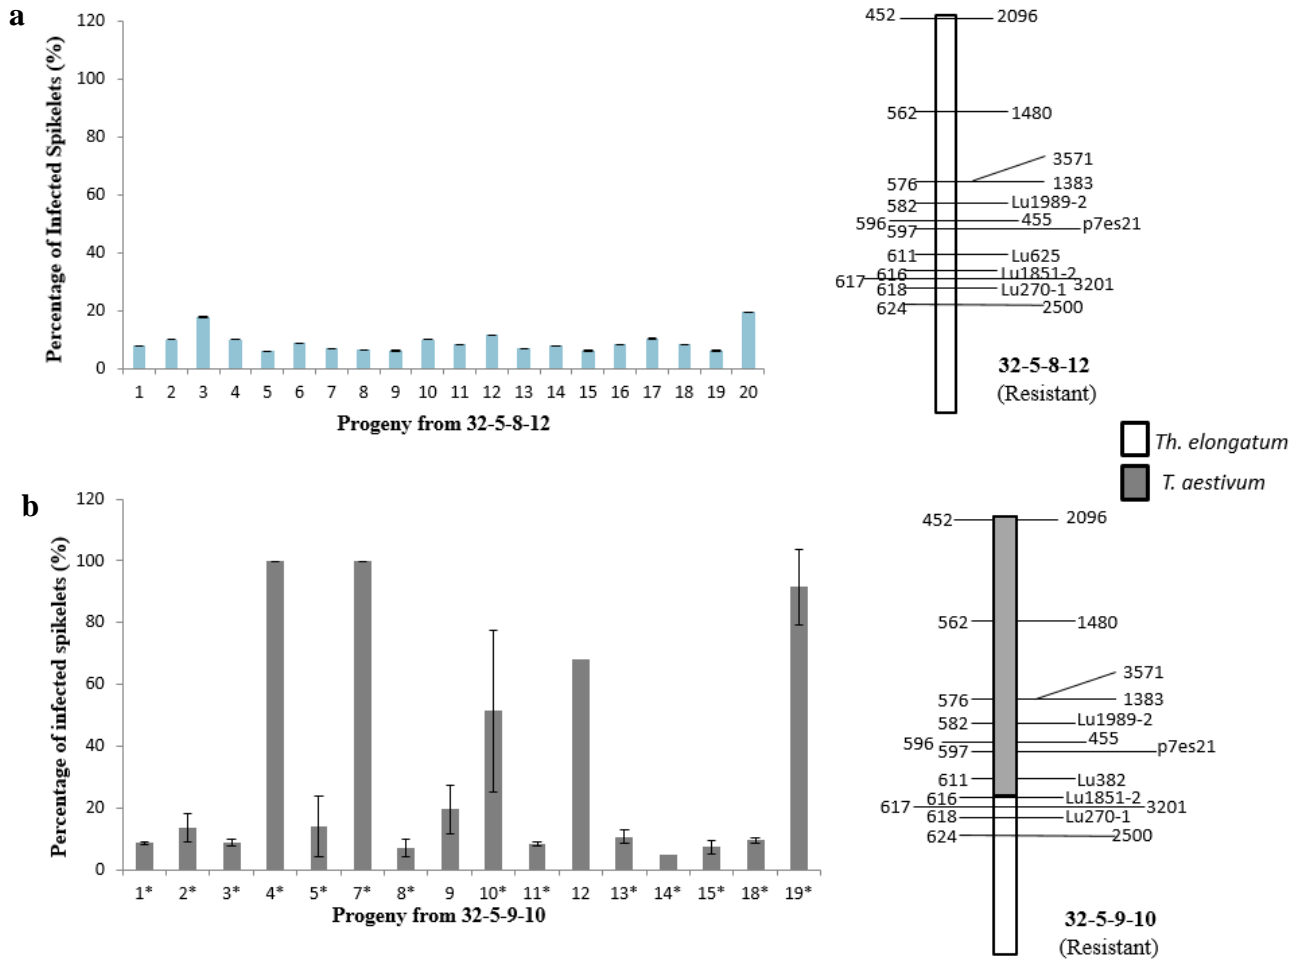 a
Percentage of Infected Spikelets (%)
120
100
80
60
40
20
0
1 2 3 4 5 6 7 8 9 10 11 12 13 14 15 16 17 18 19 20
Progeny from 32-5-8-12
452 2096
562 1480
3571
576 1383
582 Lu1989-2
596 455
597 p7es21
611 Lu625
616 Lu1851-2
617 3201
618 Lu270-1
624 2500
32-5-8-12
(Resistant)
Th. elongatum
T. aestivum
b
Percentage of infected spikelets (%)
120
100
80
60
40
20
0
1* 2* 3* 4* 5* 7* 8* 9 10* 11* 12 13* 14* 15* 18* 19*
Progeny from 32-5-9-10
452 2096
562 1480
3571
576 1383
582 Lu1989-2
596 455
597 p7es21
611 Lu382
616 Lu1851-2
617 3201
618 Lu270-1
624 2500
32-5-9-10
(Resistant)